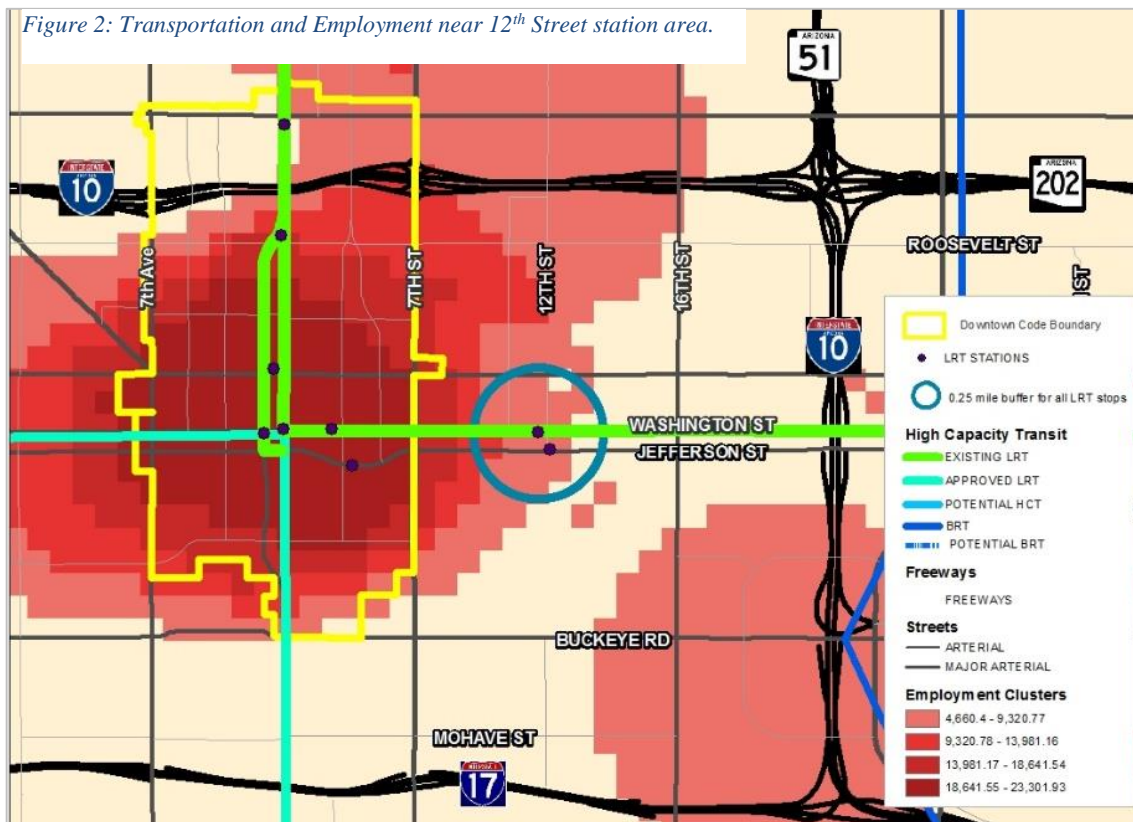 Figure 2: Transportation and Employment near 12th Street station area.
ARIZONA
51
INTERSTATE
10
ARIZONA
202
ROOSEVELT ST
7th Ave
7TH ST
12TH ST
16TH ST
INTERSTATE
10
WASHINGTON ST
JEFFERSON ST
BUCKEYE RD
MOHAVE ST
17
Downtown Code Boundary
LRT STATIONS
0.25 mile buffer for all LRT stops
High Capacity Transit
EXISTING LRT
APPROVED LRT
POTENTIAL HCT
BRT
POTENTIAL BRT
Freeways
FREEWAYS
Streets
ARTERIAL
MAJOR ARTERIAL
Employment Clusters
4,660.4 - 9,320.77
9,320.78 - 13,981.16
13,981.17 - 18,641.54
18,641.55 - 23,301.93